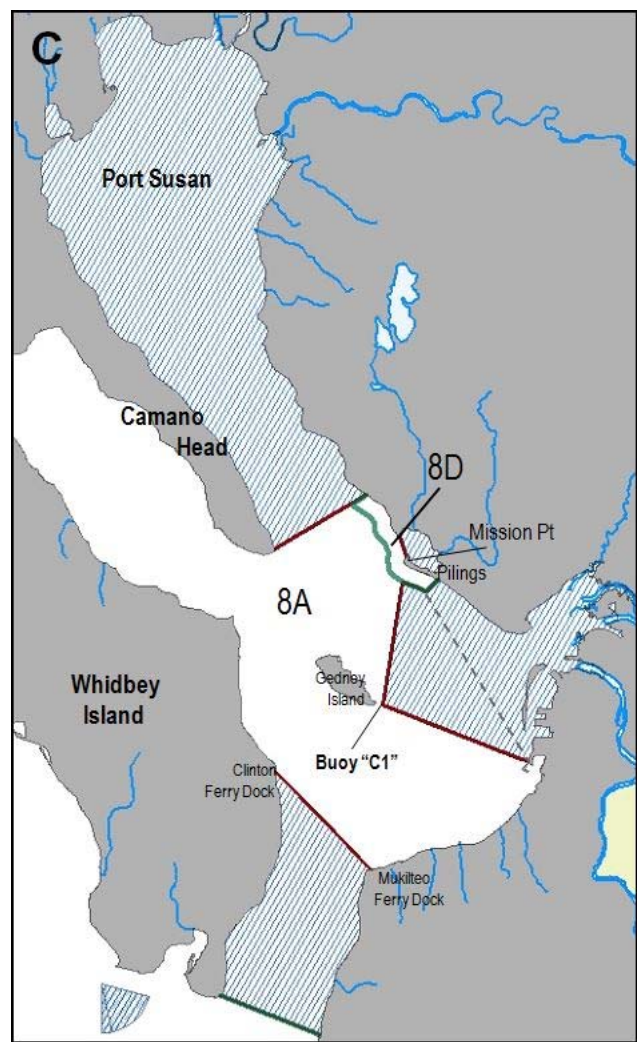 C
Port Susan
Camano
Head
8D
Mission Pt
Pilings
8A
Gedney
Island
Whidbey
Island
Buoy "C1"
Clinton
Ferry Dock
Mukilteo
Ferry Dock